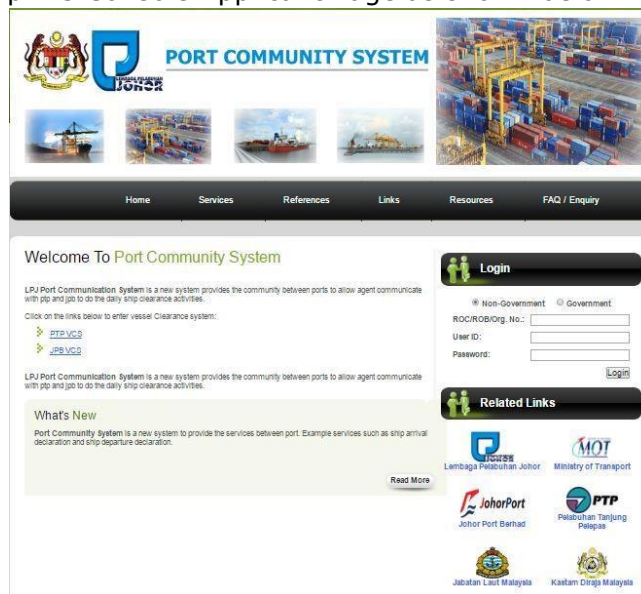 LEMBAGA PELABUHAN
JOHOR
PORT COMMUNITY SYSTEM
Home Services References Links Resources FAQ / Enquiry
Welcome To Port Community System
LPJ Port Communication System is a new system provides the community between ports to allow agent communicate
with ptp and jpb to do the daily ship clearance activities.
Click on the links below to enter vessel Clearance system:
PTP VCS
JPB VCS
LPJ Port Communication System is a new system provides the community between ports to allow agent communicate
with ptp and jpb to do the daily ship clearance activities.
What's New
Port Community System is a new system to provide the services between port. Example services such as ship arrival
declaration and ship departure declaration.
Read More
Login
Non-Government Government
ROC/ROB/Org. No.:
User ID:
Password:
Login
Related Links
JOHOR
Lembaga Pelabuhan Johor
MOT
Ministry of Transport
JohorPort
Johor Port Berhad
PTP
Pelabuhan Tanjung
Pelepas
Jabatan Laut Malaysia
Kastam Diraja Malaysia